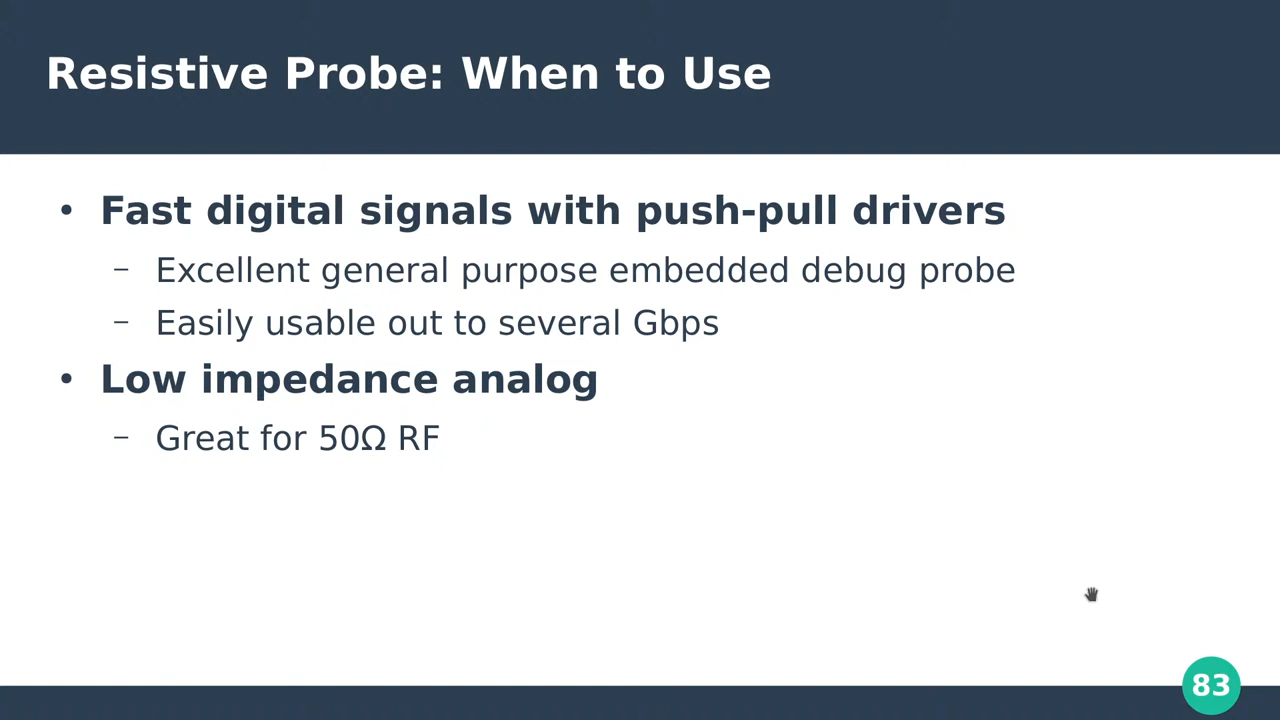 Resistive Probe: When to Use
• Fast digital signals with push-pull drivers
– Excellent general purpose embedded debug probe
– Easily usable out to several Gbps
• Low impedance analog
– Great for 50Ω RF
83